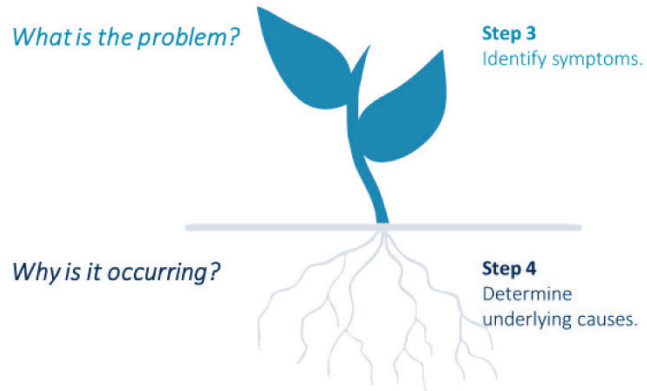 What is the problem?
Step 3
Identify symptoms.
Why is it occurring?
Step 4
Determine
underlying causes.